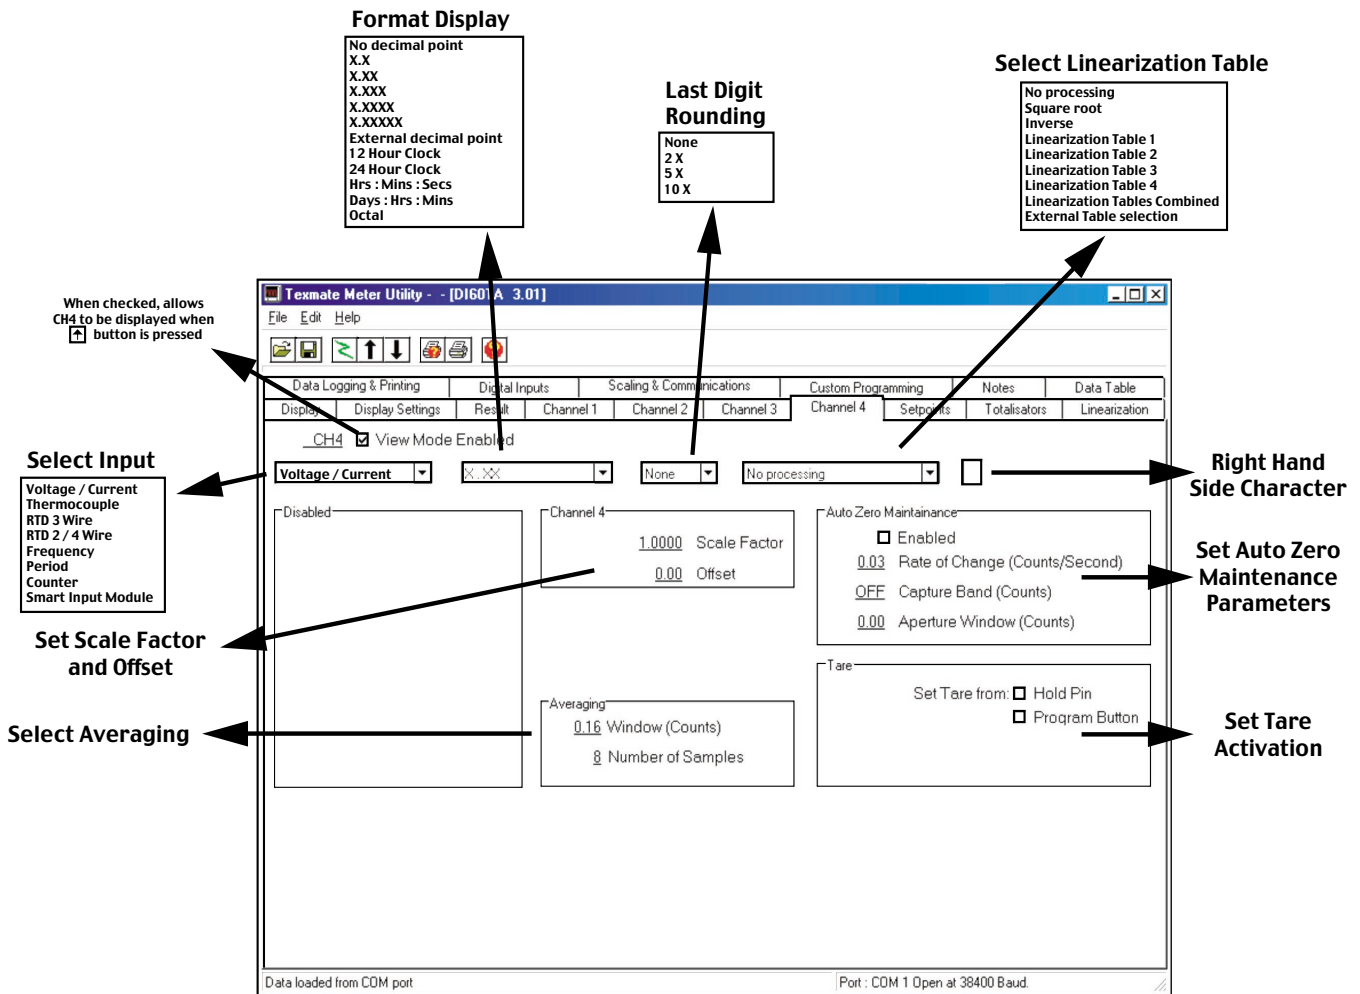 Format Display
No decimal point
X.X
X.XX
X.XXX
X.XXXX
X.XXXXX
External decimal point
12 Hour Clock
24 Hour Clock
Hrs : Mins : Secs
Days : Hrs : Mins
Octal
Last Digit
Rounding
None
2 X
5 X
10 X
Select Linearization Table
No processing
Square root
Inverse
Linearization Table 1
Linearization Table 2
Linearization Table 3
Linearization Table 4
Linearization Tables Combined
External Table selection
When checked, allows
CH4 to be displayed when
button is pressed
Texmate Meter Utility - - [DI60TA 3.01]
File Edit Help
Data Logging & Printing Digital Inputs Scaling & Communications Custom Programming Notes Data Table
Display Display Settings Result Channel 1 Channel 2 Channel 3 Channel 4 Setpoints Totalisators Linearization
CH4 View Mode Enabled
Voltage / Current X.XX None No processing
Select Input
Voltage / Current
Thermocouple
RTD 3 Wire
RTD 2 / 4 Wire
Frequency
Period
Counter
Smart Input Module
Right Hand
Side Character
Disabled
Channel 4
1.0000 Scale Factor
0.00 Offset
Auto Zero Maintainance
Enabled
0.03 Rate of Change (Counts/Second)
OFF Capture Band (Counts)
0.00 Aperture Window (Counts)
Set Auto Zero
Maintenance
Parameters
Set Scale Factor
and Offset
Tare
Set Tare from: Hold Pin
Program Button
Averaging
0.16 Window (Counts)
8 Number of Samples
Select Averaging
Set Tare
Activation
Data loaded from COM port
Port : COM 1 Open at 38400 Baud.